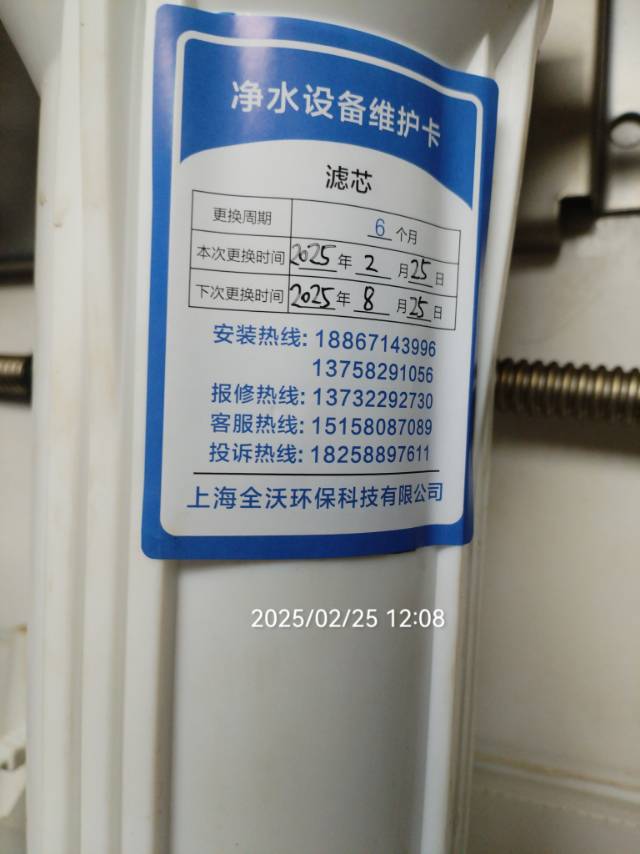 净水设备维护卡
滤芯
更换周期 6 个月
本次更换时间 2025 年 2 月 25 日
下次更换时间 2025 年 8 月 25 日
安装热线: 18867143996
13758291056
报修热线: 13732292730
客服热线: 15158087089
投诉热线: 18258897611
上海全沃环保科技有限公司
2025/02/25 12:08